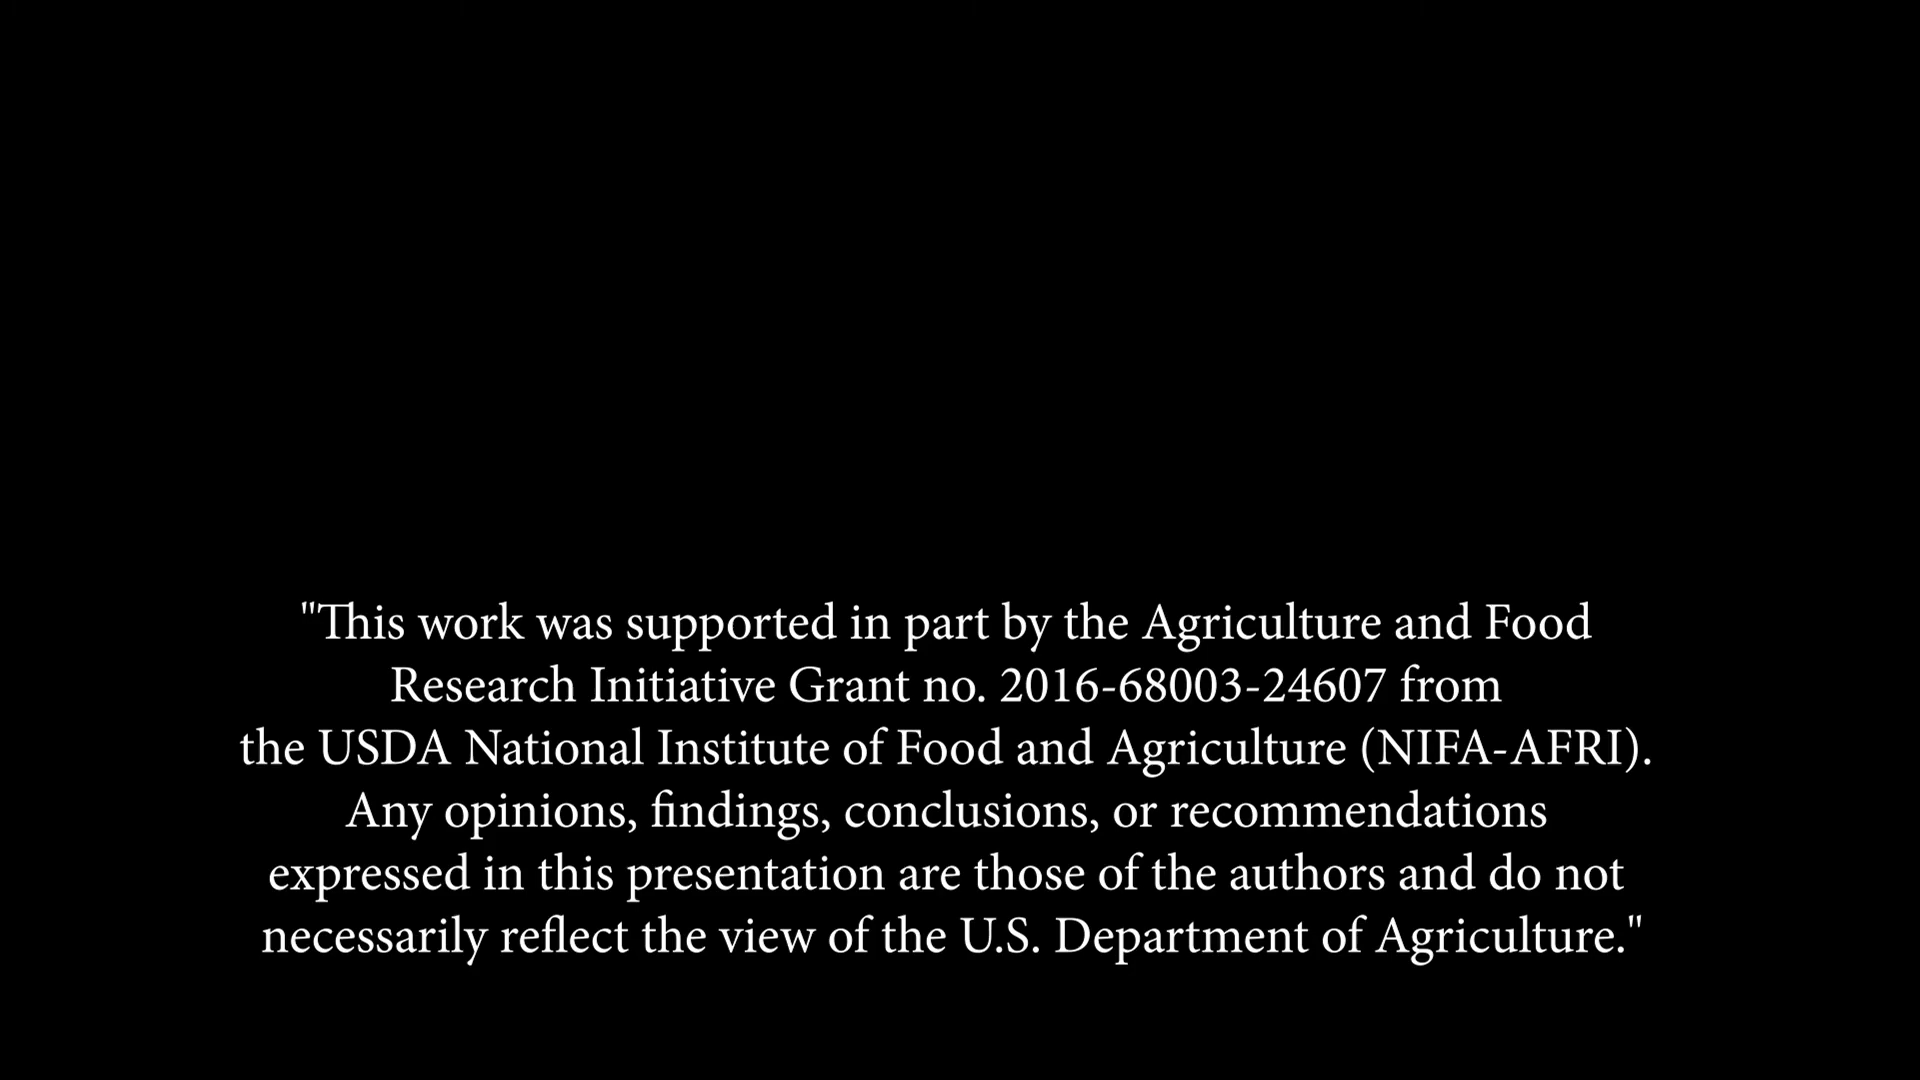 "This work was supported in part by the Agriculture and Food
Research Initiative Grant no. 2016-68003-24607 from
the USDA National Institute of Food and Agriculture (NIFA-AFRI).
Any opinions, findings, conclusions, or recommendations
expressed in this presentation are those of the authors and do not
necessarily reflect the view of the U.S. Department of Agriculture."